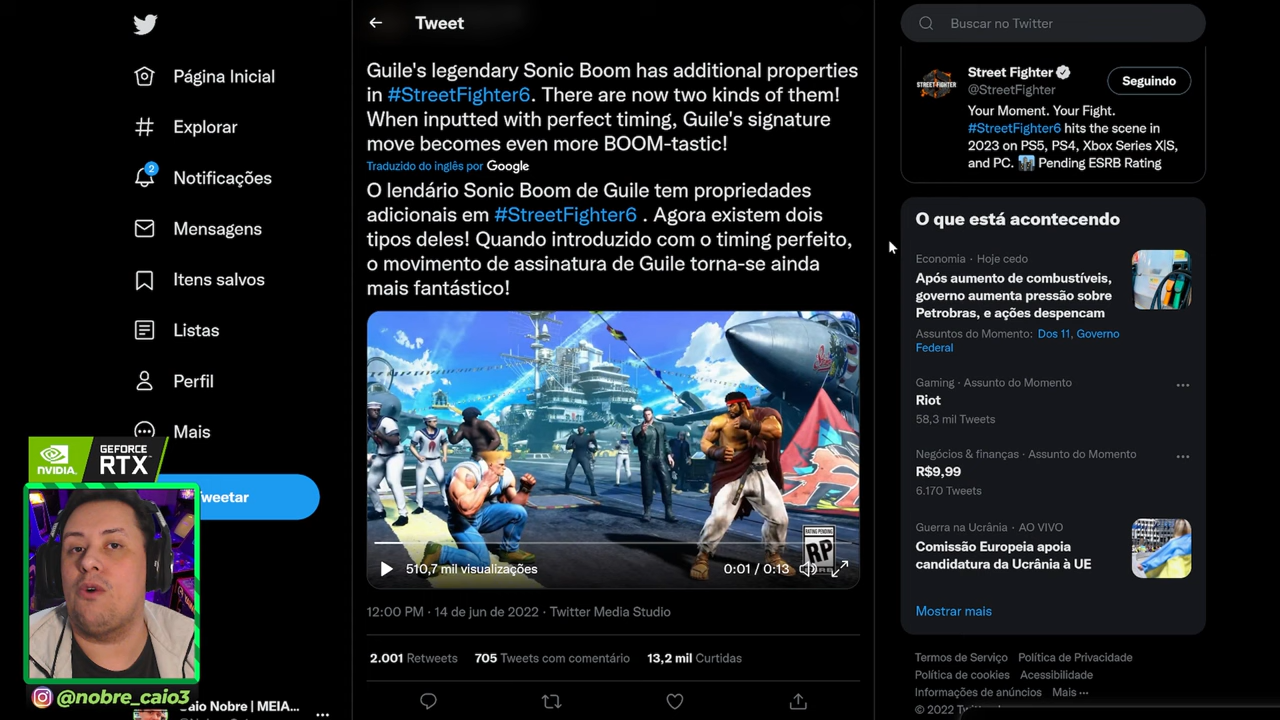 Página Inicial
Explorar
2
Notificações
Mensagens
Itens salvos
Listas
Perfil
Mais
NVIDIA.
GEFORCE
RTX
Tweetar
@nobre_caio3
Caio Nobre | MEIA...
Tweet
Guile's legendary Sonic Boom has additional properties
in #StreetFighter6. There are now two kinds of them!
When inputted with perfect timing, Guile's signature
move becomes even more BOOM-tastic!
Traduzido do inglês por Google
O lendário Sonic Boom de Guile tem propriedades
adicionais em #StreetFighter6 . Agora existem dois
tipos deles! Quando introduzido com o timing perfeito,
o movimento de assinatura de Guile torna-se ainda
mais fantástico!
RATING PENDING
RP
510,7 mil visualizações
0:01 / 0:13
12:00 PM · 14 de jun de 2022 · Twitter Media Studio
2.001 Retweets 705 Tweets com comentário 13,2 mil Curtidas
Buscar no Twitter
STREET FIGHTER
Street Fighter
@StreetFighter
Seguindo
Your Moment. Your Fight.
#StreetFighter6 hits the scene in
2023 on PS5, PS4, Xbox Series X|S,
and PC. Pending ESRB Rating
O que está acontecendo
Economia · Hoje cedo
Após aumento de combustíveis,
governo aumenta pressão sobre
Petrobras, e ações despencam
Assuntos do Momento: Dos 11, Governo
Federal
Gaming · Assunto do Momento
Riot
58,3 mil Tweets
Negócios & finanças · Assunto do Momento
R$9,99
6.170 Tweets
Guerra na Ucrânia · AO VIVO
Comissão Europeia apoia
candidatura da Ucrânia à UE
Mostrar mais
Termos de Serviço Política de Privacidade
Política de cookies Acessibilidade
Informações de anúncios Mais ···
© 2022